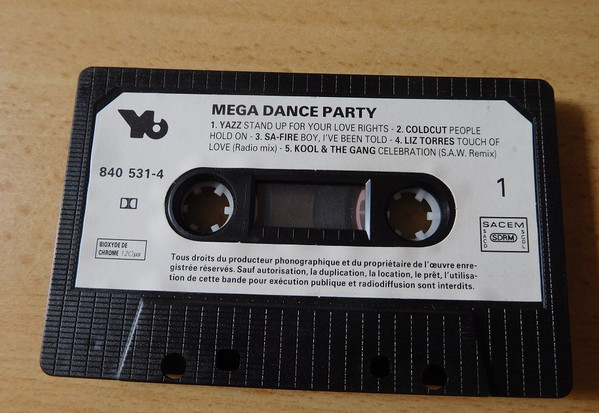 Yo
MEGA DANCE PARTY
1. YAZZ STAND UP FOR YOUR LOVE RIGHTS - 2. COLDCUT PEOPLE
HOLD ON - 3. SA-FIRE BOY, I'VE BEEN TOLD - 4. LIZ TORRES TOUCH OF
LOVE (Radio mix) - 5. KOOL & THE GANG CELEBRATION (S.A.W. Remix)
840 531-4
1
BIOXYDE DE
CHROME 120µs
SACEM
SACD
SDRM
SGDL
Tous droits du producteur phonographique et du propriétaire de l'œuvre enre-
gistrée réservés. Sauf autorisation, la duplication, la location, le prêt, l'utilisa-
tion de cette bande pour exécution publique et radiodiffusion sont interdits.